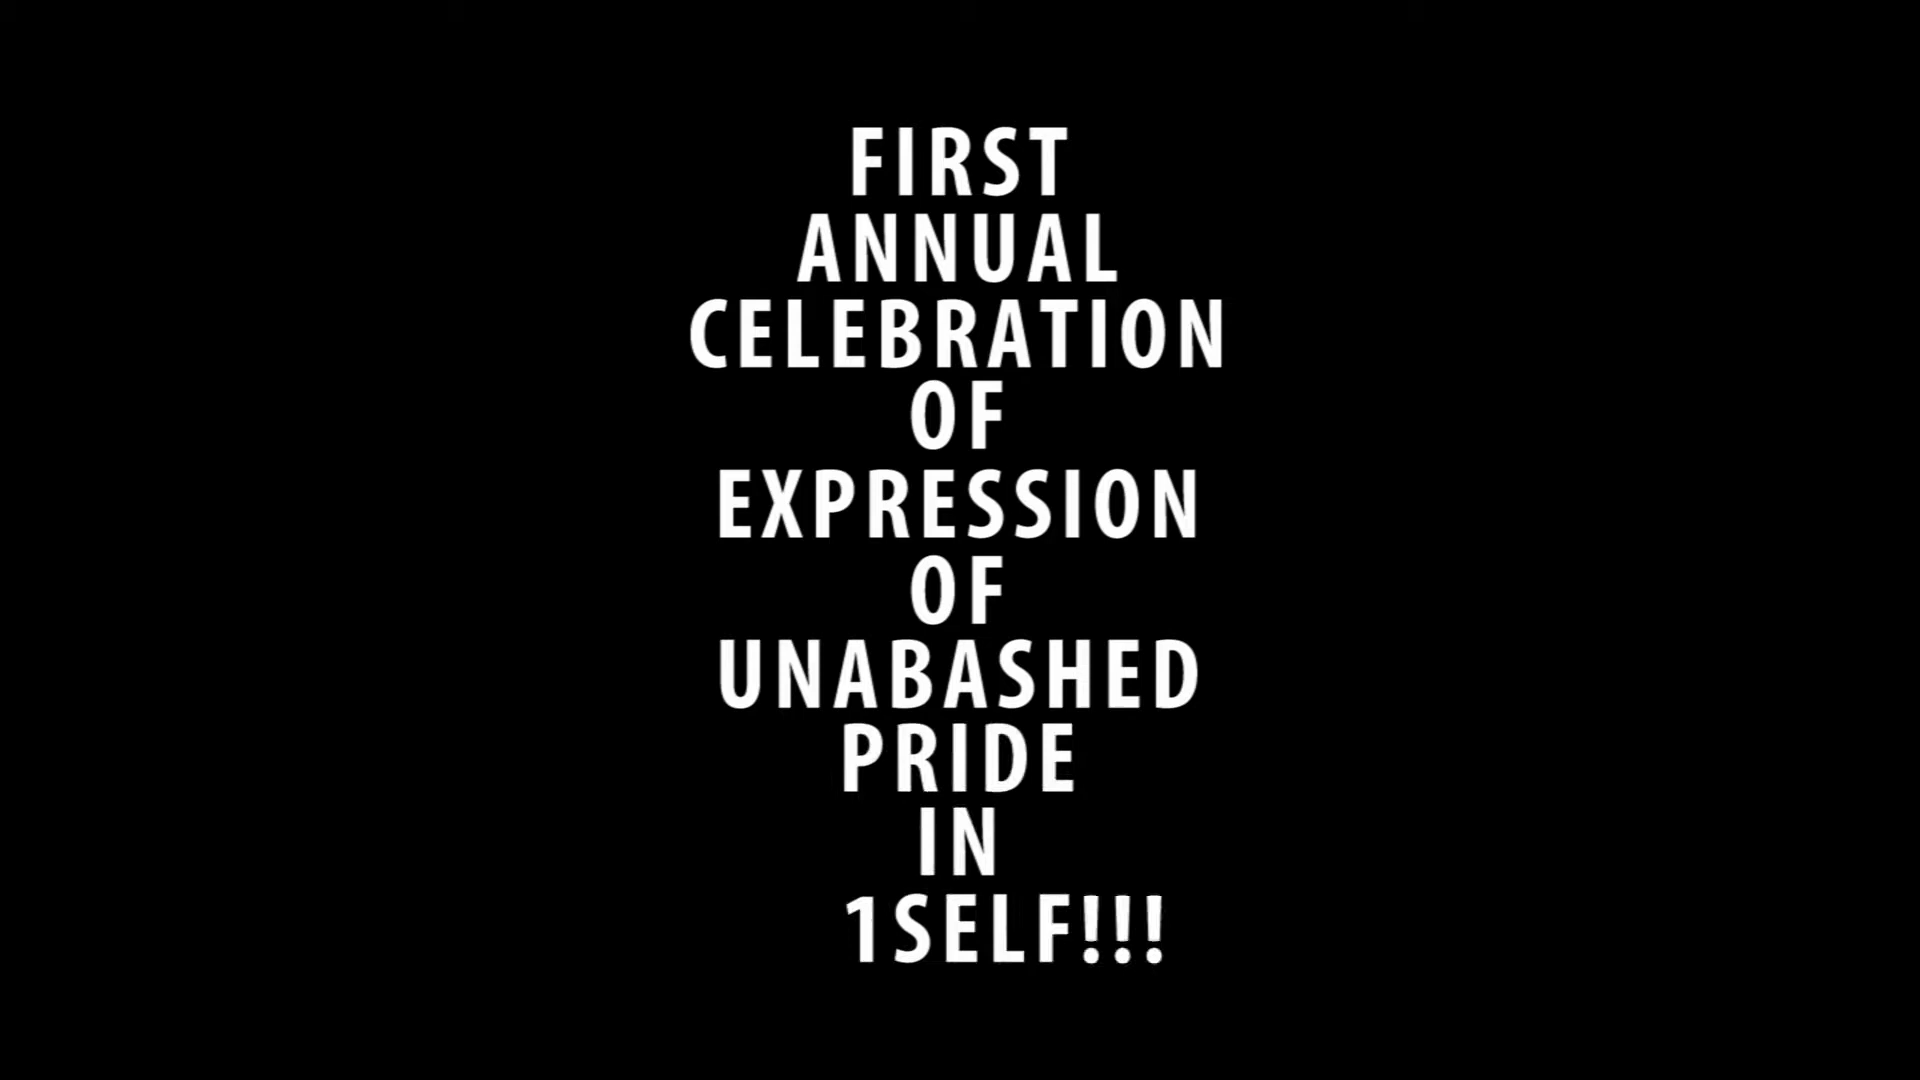 FIRST
ANNUAL
CELEBRATION
OF
EXPRESSION
OF
UNABASHED
PRIDE
IN
1SELF!!!